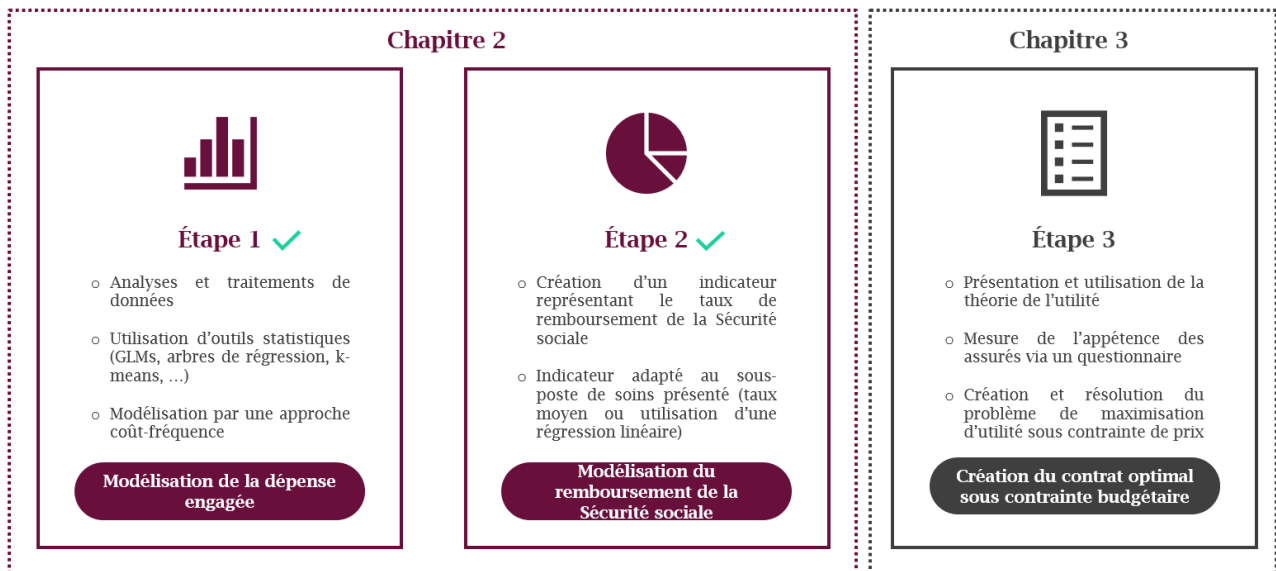 Chapitre 2
Étape 1
o Analyses et traitements de
données
o Utilisation d'outils statistiques
(GLMs, arbres de régression, k-
means, …)
o Modélisation par une approche
coût-fréquence
Modélisation de la dépense
engagée
Étape 2
o Création d'un indicateur
représentant le taux de
remboursement de la Sécurité
sociale
o Indicateur adapté au sous-
poste de soins présenté (taux
moyen ou utilisation d'une
régression linéaire)
Modélisation du
remboursement de la
Sécurité sociale
Chapitre 3
Étape 3
o Présentation et utilisation de la
théorie de l'utilité
o Mesure de l'appétence des
assurés via un questionnaire
o Création et résolution du
problème de maximisation
d'utilité sous contrainte de prix
Création du contrat optimal
sous contrainte budgétaire